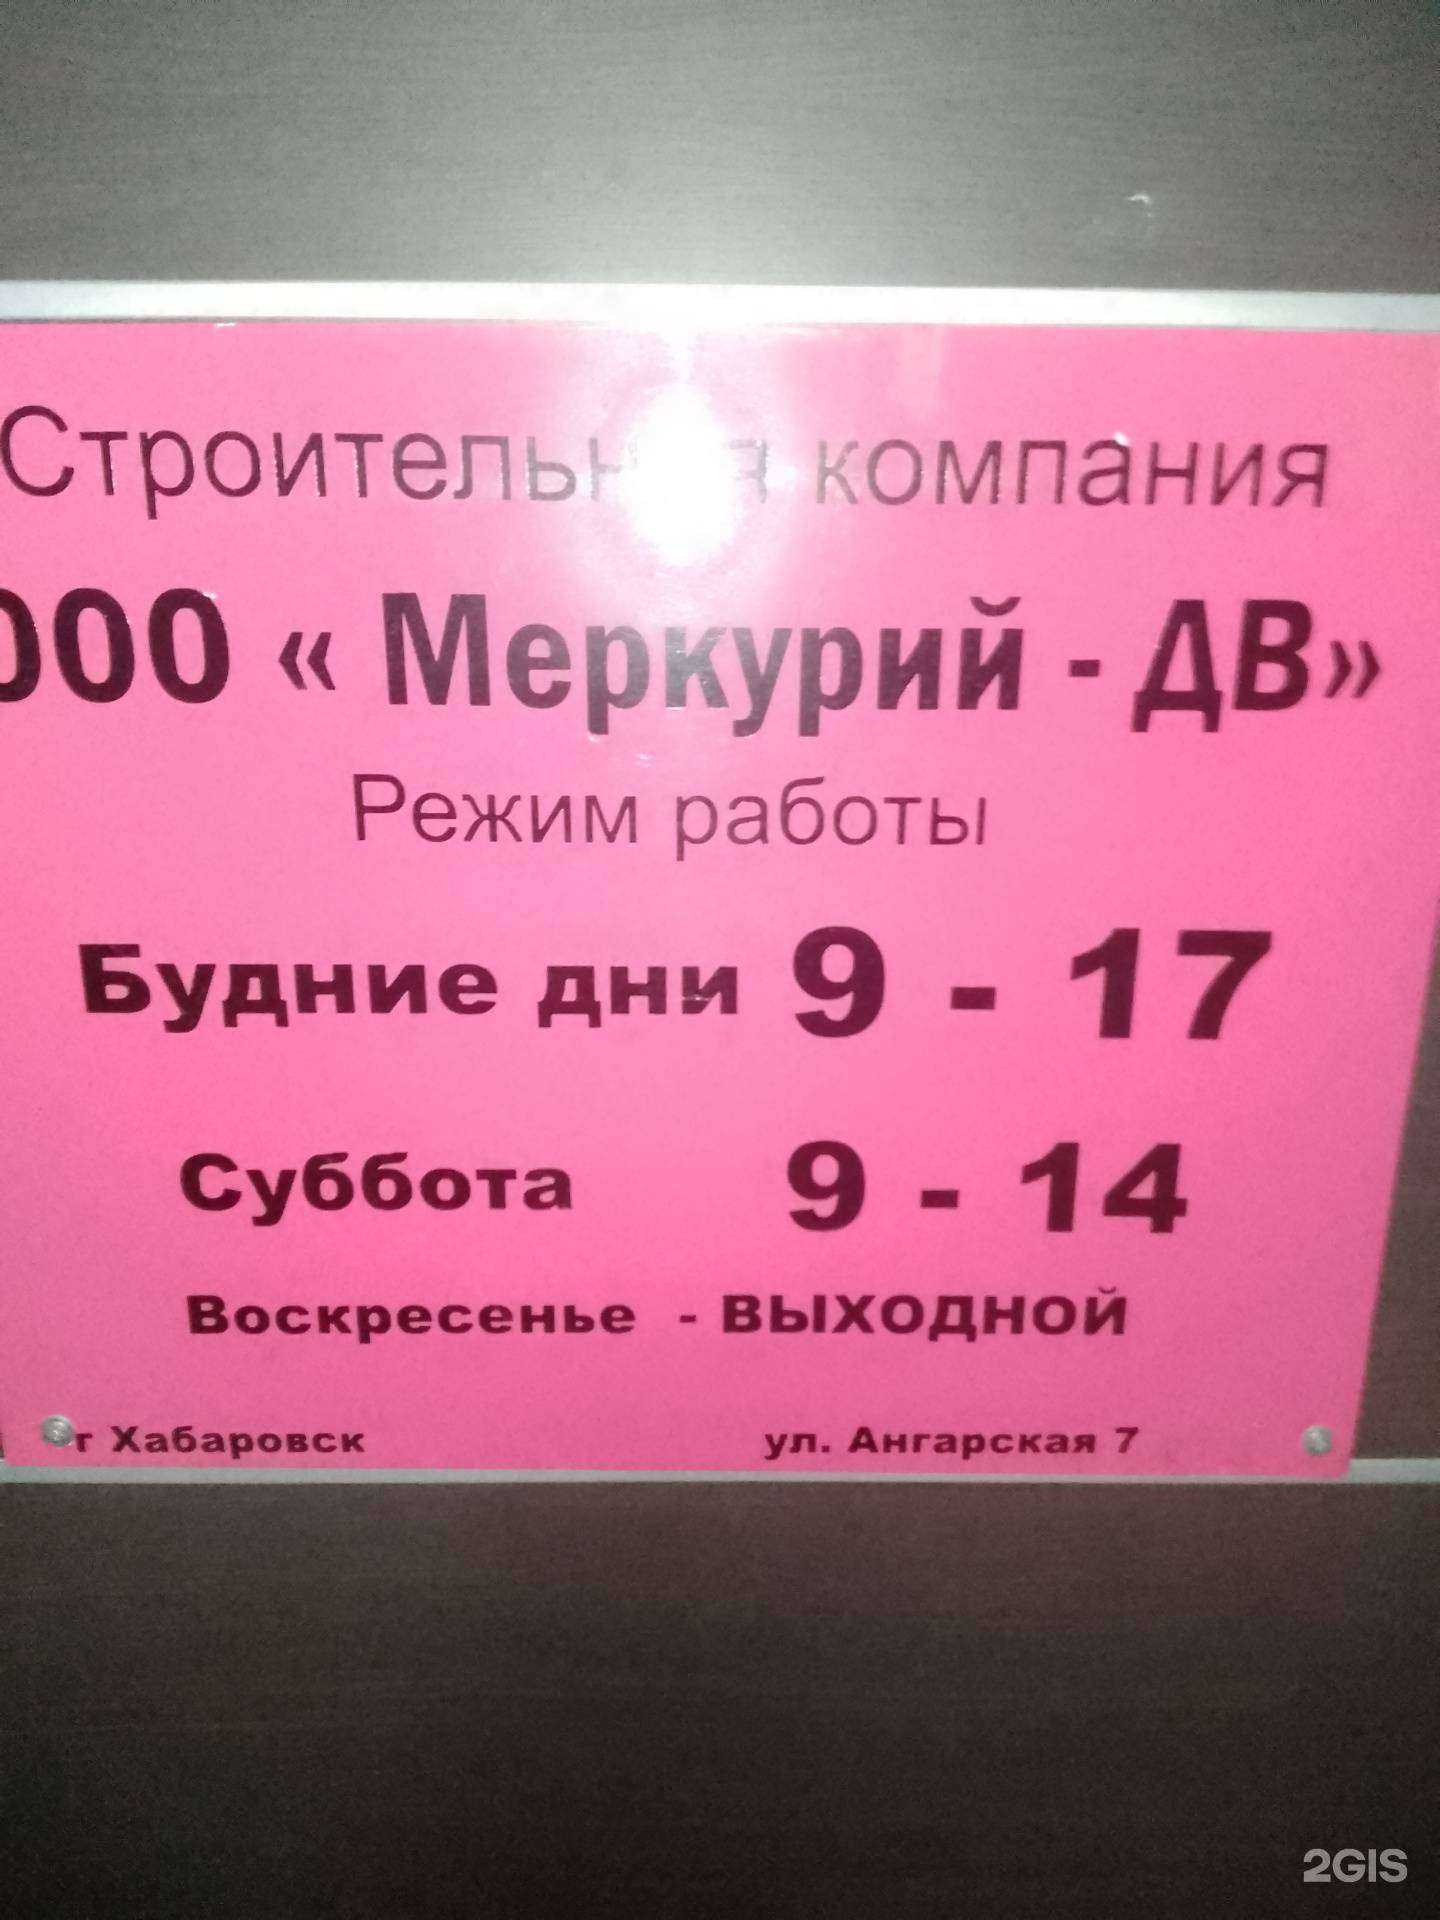 Строительная компания
ООО « Меркурий - ДВ»
Режим работы
Будние дни 9 - 17
Суббота 9 - 14
Воскресенье - ВЫХОДНОЙ
г Хабаровск ул. Ангарская 7
2GIS